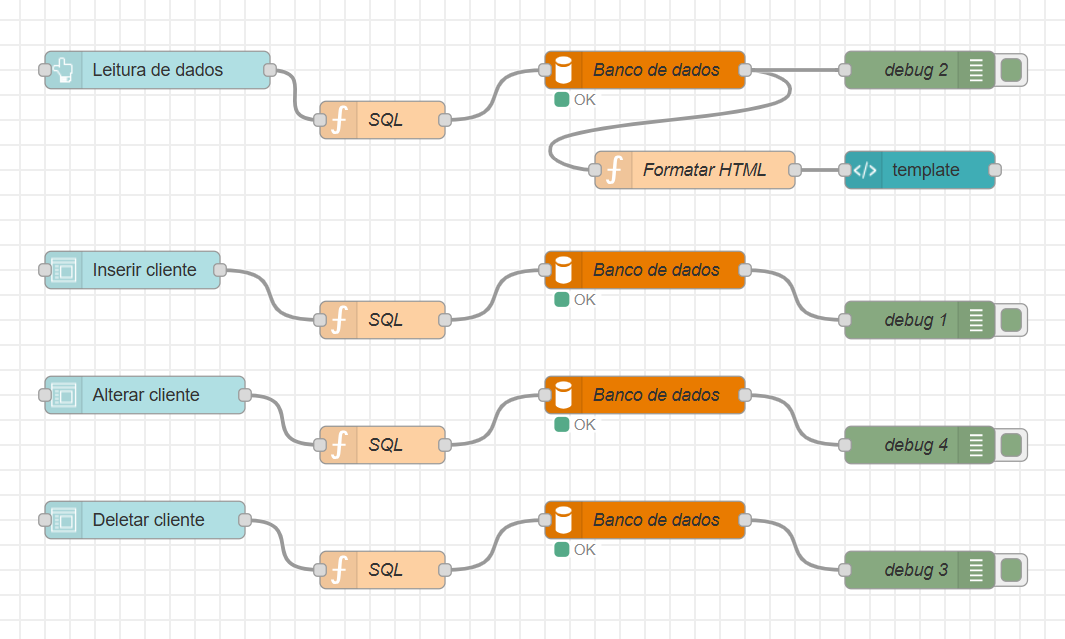 Leitura de dados
Banco de dados
debug 2
OK
SQL
Formatar HTML
template
Inserir cliente
Banco de dados
OK
SQL
debug 1
Alterar cliente
Banco de dados
OK
SQL
debug 4
Deletar cliente
Banco de dados
OK
SQL
debug 3